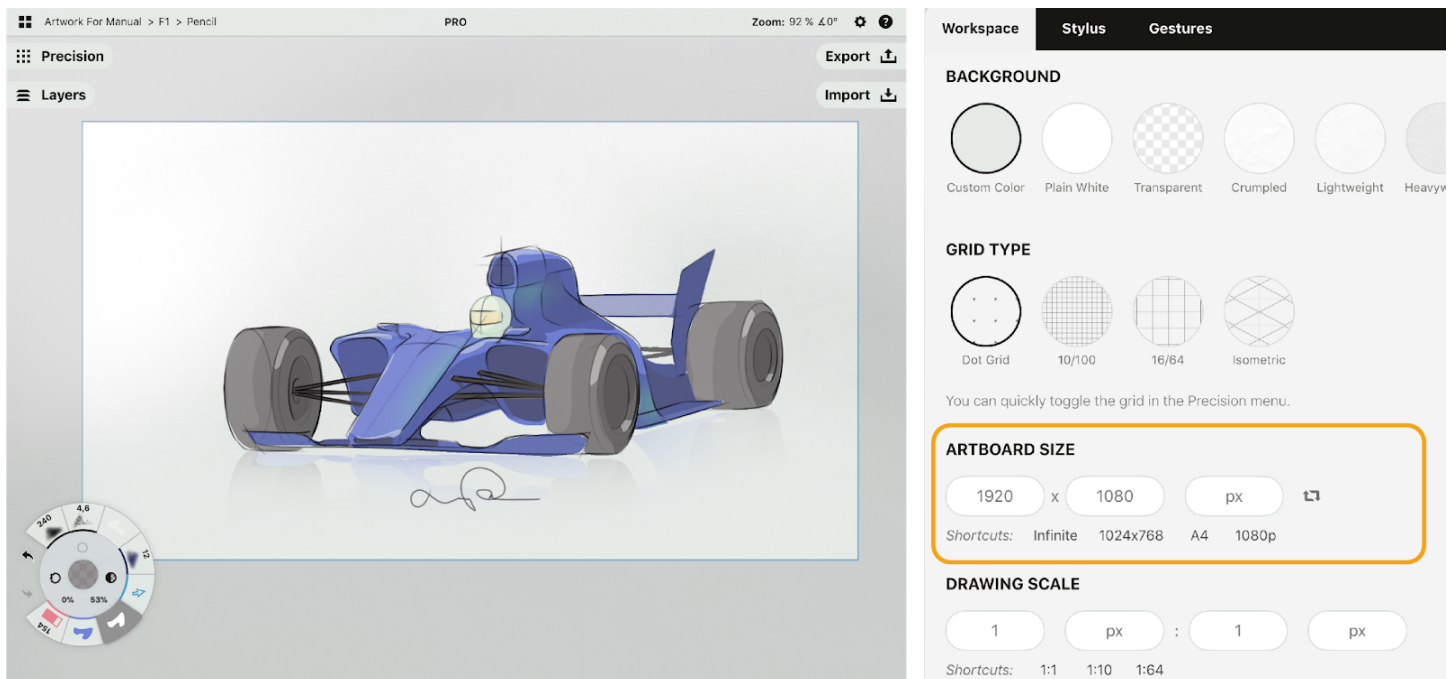 Artwork For Manual > F1 > Pencil
PRO
Zoom: 92 % ∡0°
Precision
Export
Layers
Import
240
4,6
12
0%
53%
154
Workspace
Stylus
Gestures
BACKGROUND
Custom Color
Plain White
Transparent
Crumpled
Lightweight
Heavyw
GRID TYPE
Dot Grid
10/100
16/64
Isometric
You can quickly toggle the grid in the Precision menu.
ARTBOARD SIZE
1920 x 1080 px
Shortcuts: Infinite 1024x768 A4 1080p
DRAWING SCALE
1 px : 1 px
Shortcuts: 1:1 1:10 1:64